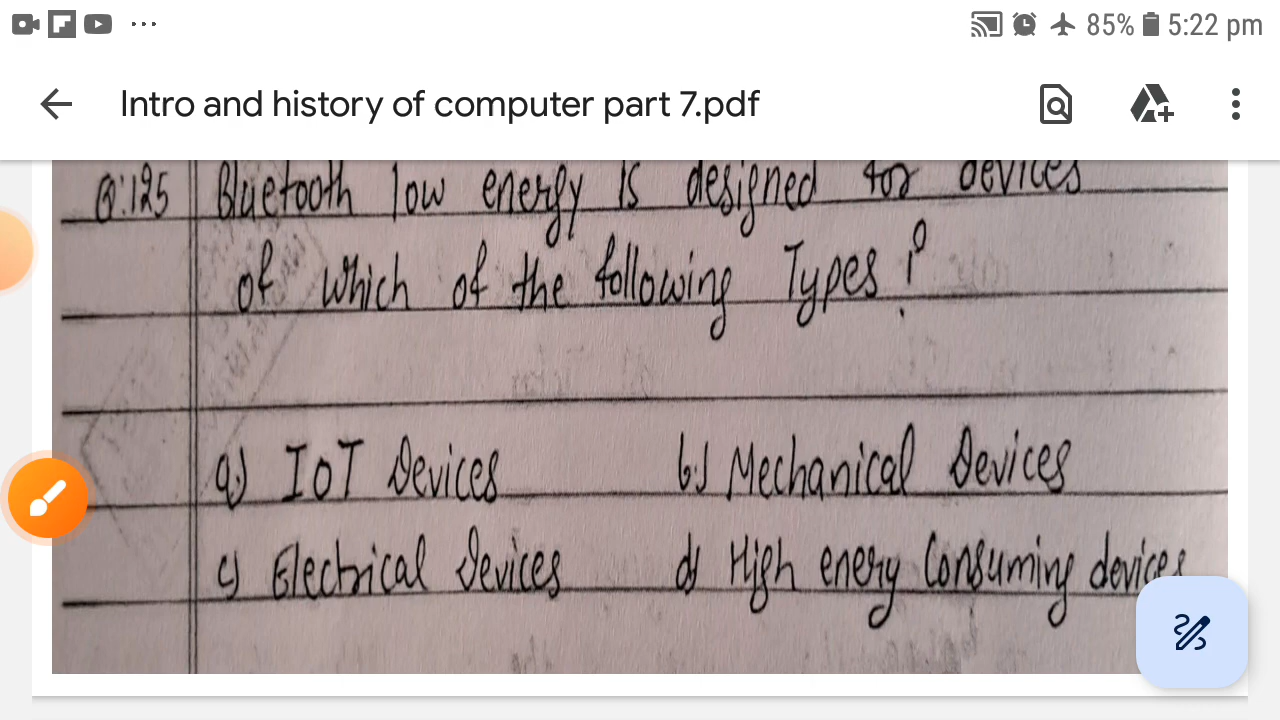 85% 5:22 pm
Intro and history of computer part 7.pdf
Q:125 Bluetooth low energy is designed for devices
of which of the following Types?
a) IoT Devices b.) Mechanical Devices
c) Electrical Devices d) High enery Consuming devices